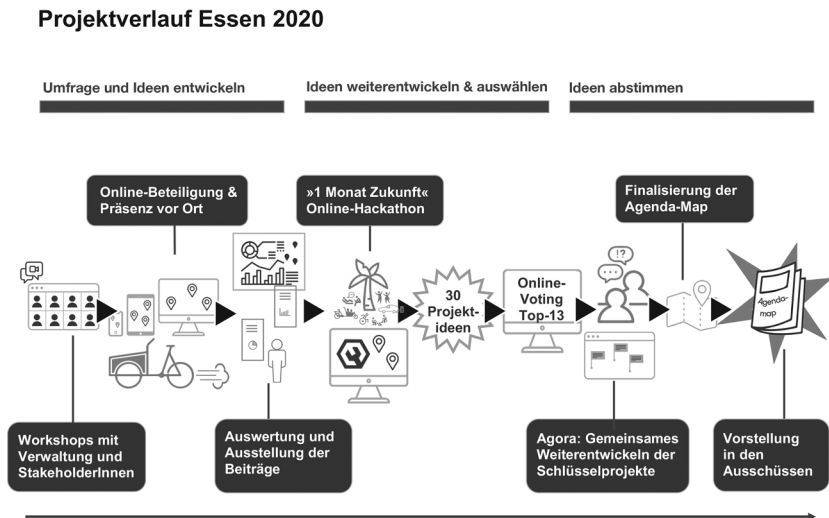 Projektverlauf Essen 2020
Umfrage und Ideen entwickeln
Ideen weiterentwickeln & auswählen
Ideen abstimmen
Online-Beteiligung &
Präsenz vor Ort
»1 Monat Zukunft«
Online-Hackathon
Finalisierung der
Agenda-Map
30
Projekt-
ideen
Online-
Voting
Top-13
!?
Agenda-
map
Workshops mit
Verwaltung und
StakeholderInnen
Auswertung und
Ausstellung der
Beiträge
Agora: Gemeinsames
Weiterentwickeln der
Schlüsselprojekte
Vorstellung
in den
Ausschüssen